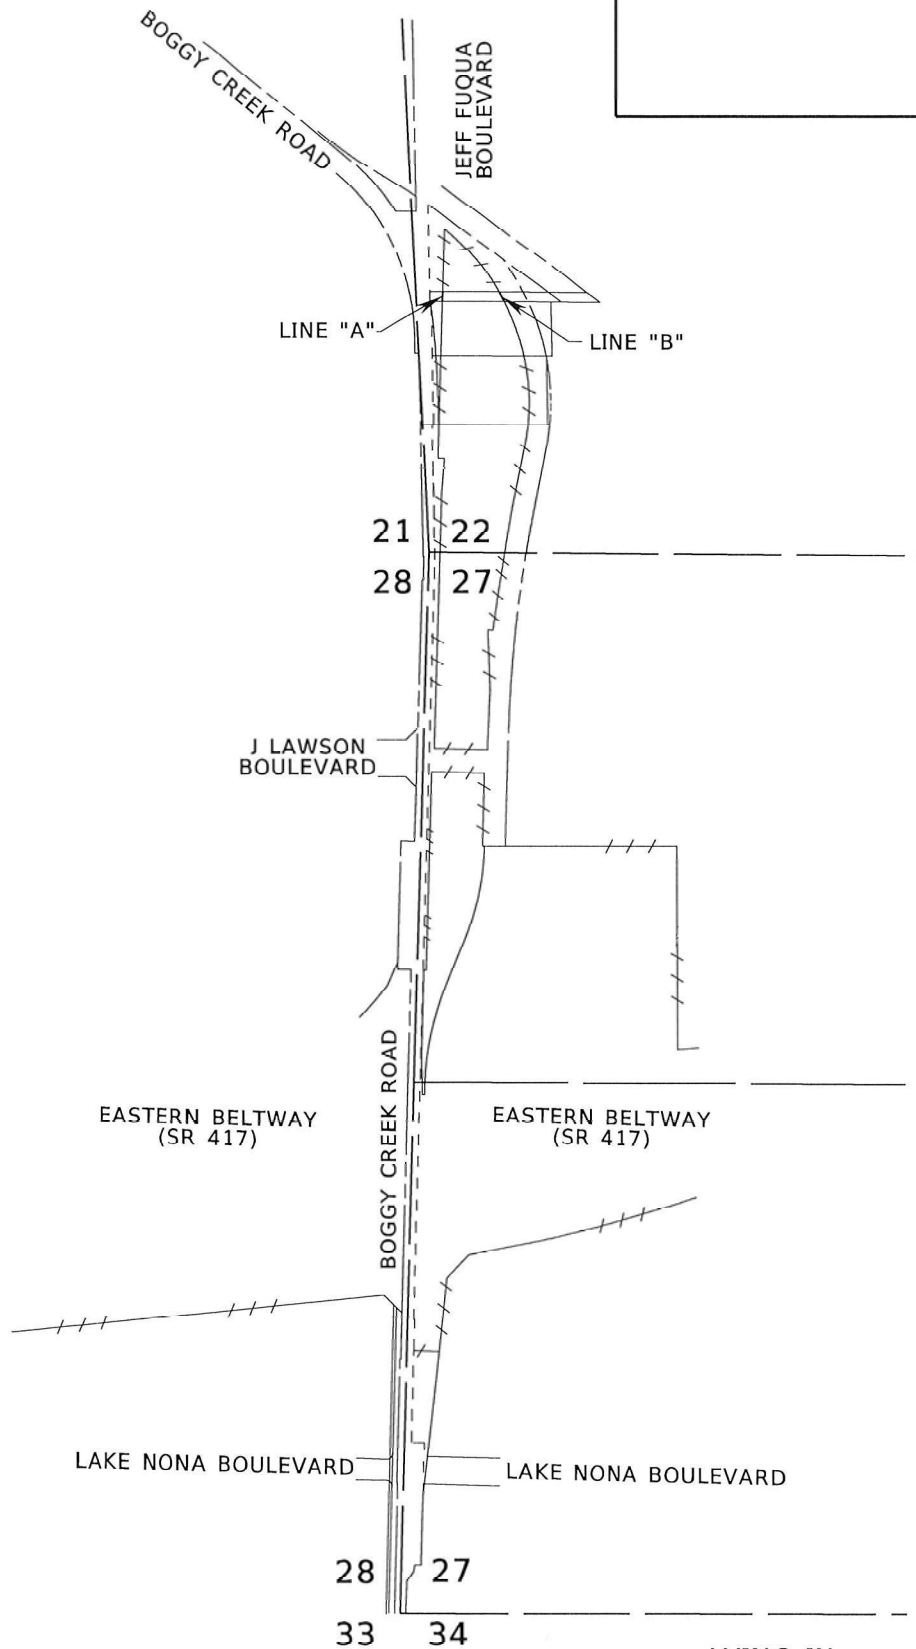 BOGGY CREEK ROAD
JEFF FUQUA
BOULEVARD
LINE "A"
LINE "B"
21 22
28 27
J LAWSON
BOULEVARD
BOGGY CREEK ROAD
EASTERN BELTWAY
(SR 417)
EASTERN BELTWAY
(SR 417)
LAKE NONA BOULEVARD
LAKE NONA BOULEVARD
28 27
33 34